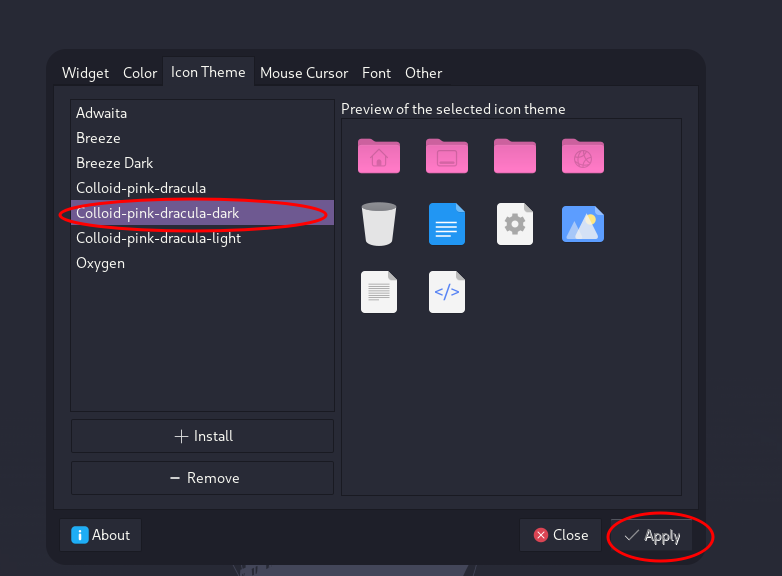 Widget Color Icon Theme Mouse Cursor Font Other
Preview of the selected icon theme
Adwaita
Breeze
Breeze Dark
Colloid-pink-dracula
Colloid-pink-dracula-dark
Colloid-pink-dracula-light
Oxygen
</>
Install
Remove
About
Close
Apply